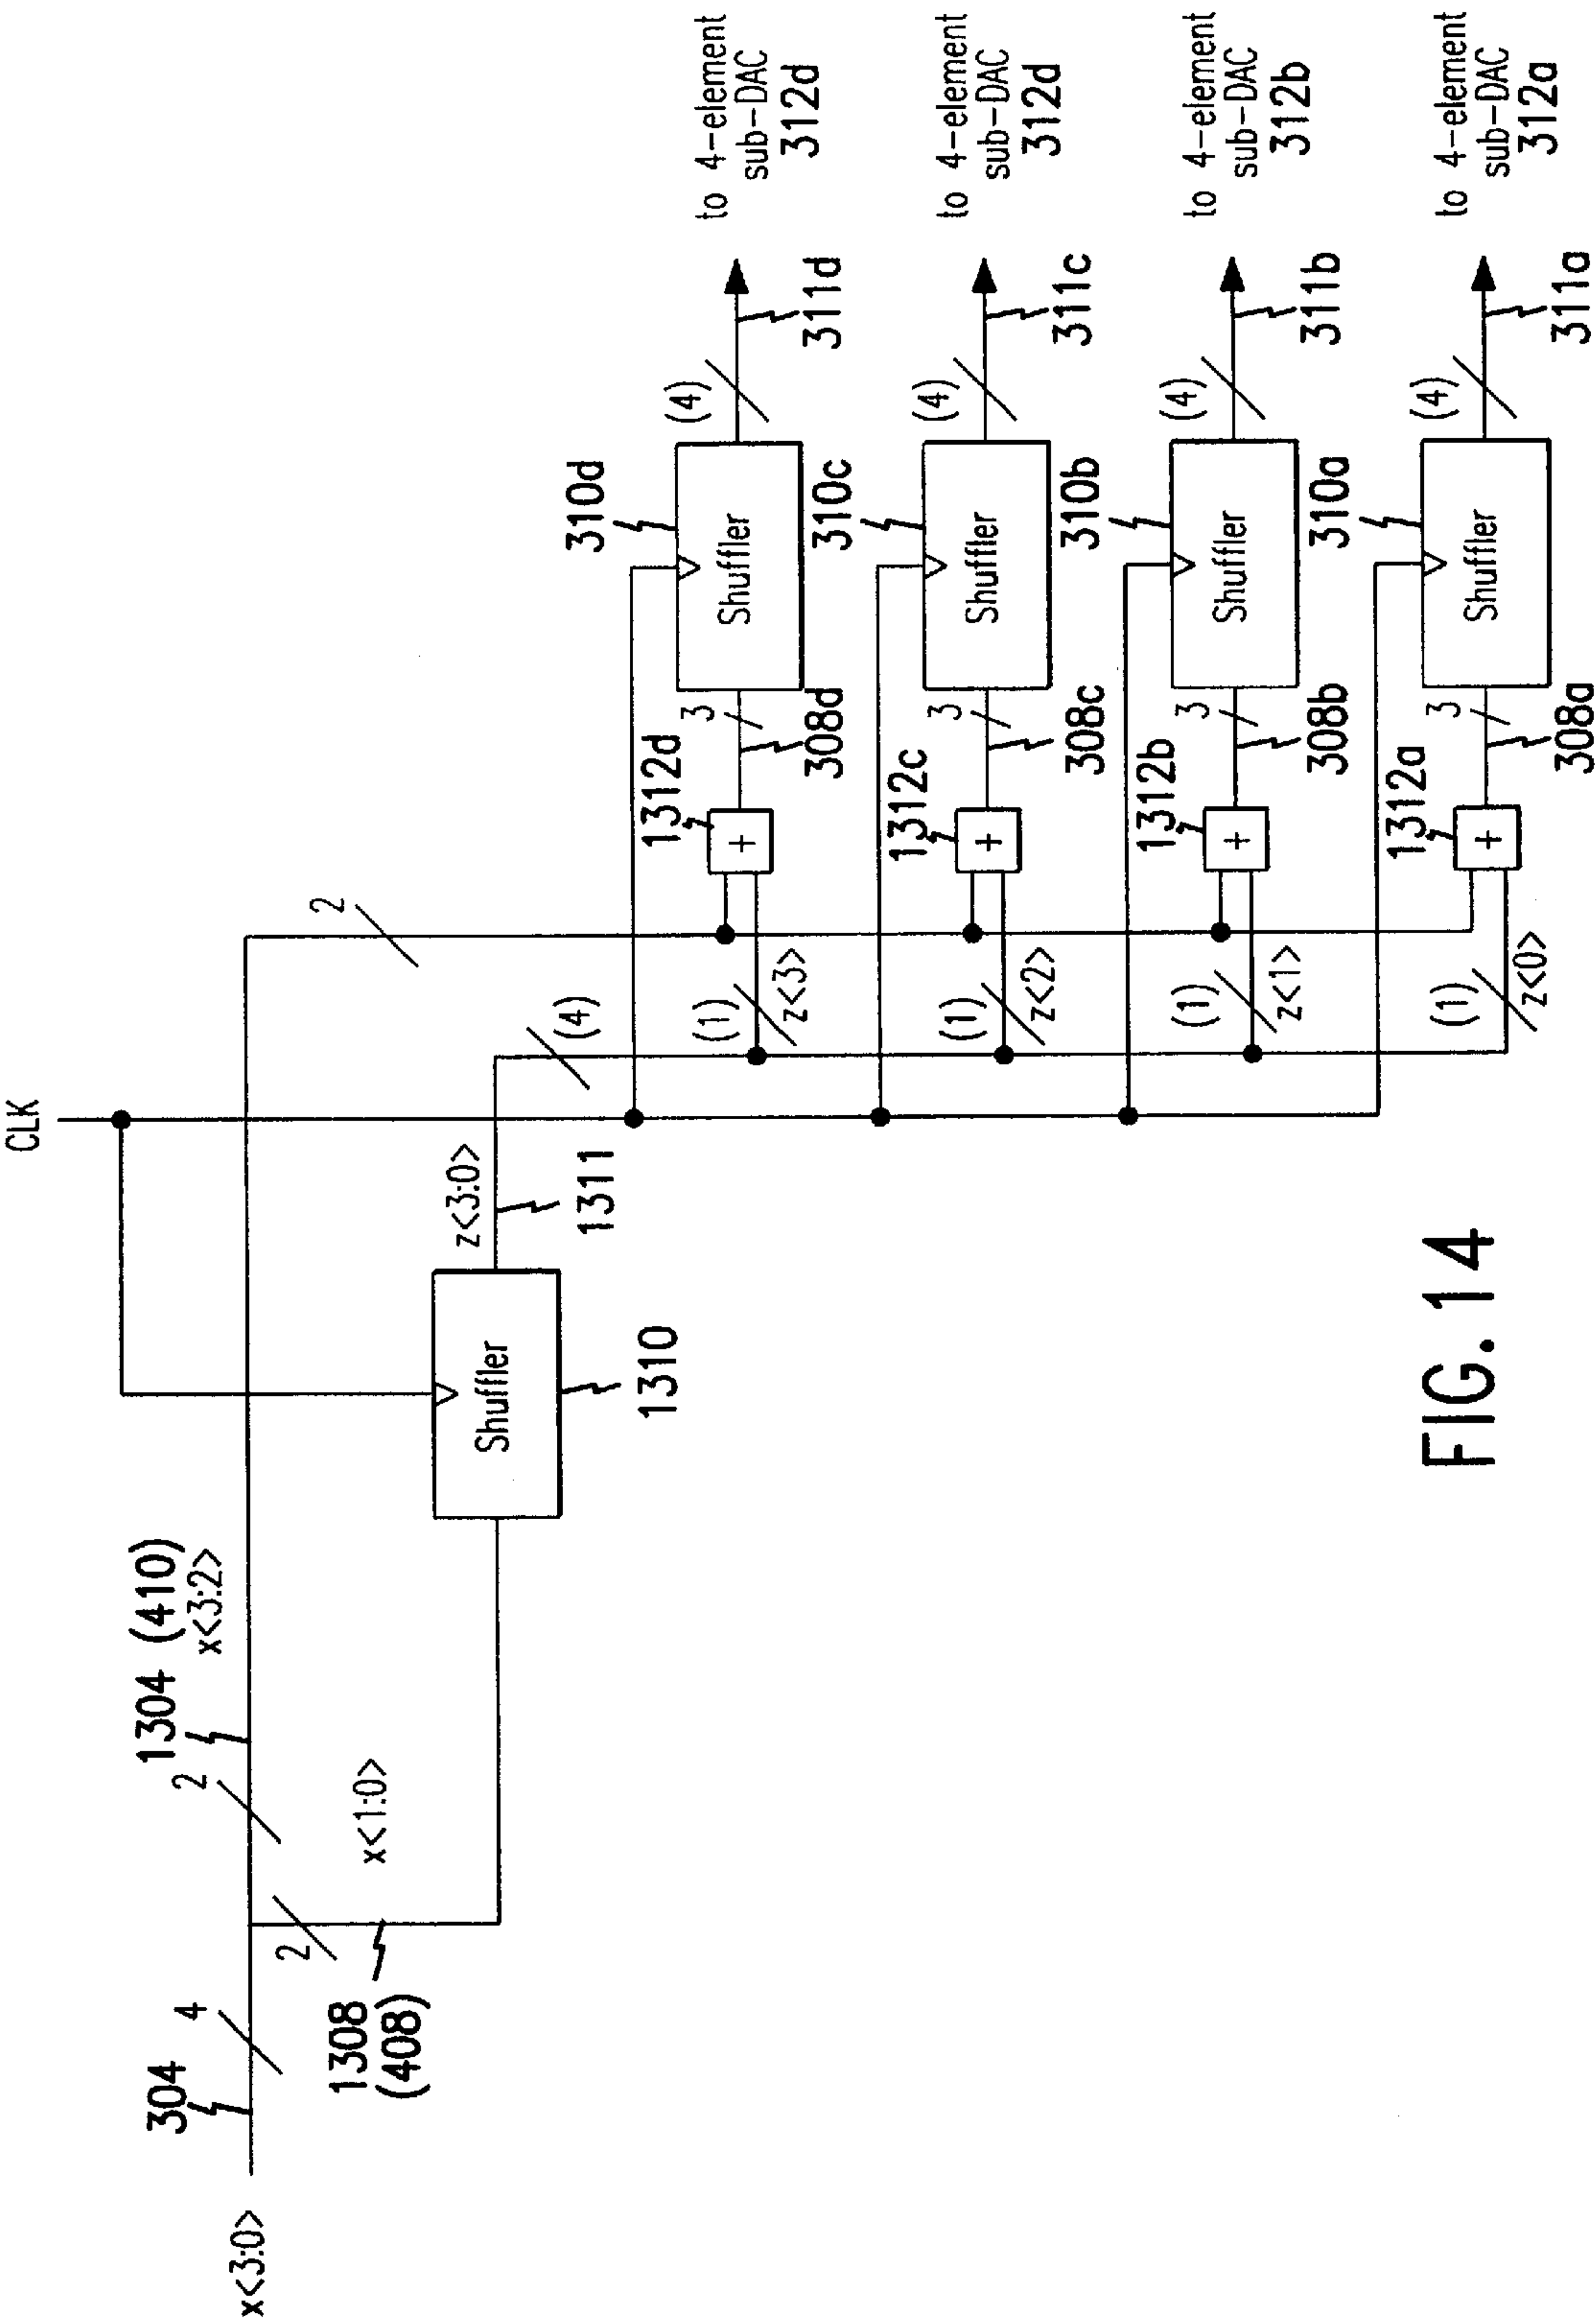 CLK
x<3:0>
304
4
1304 (410)
2
x<3:2>
2
x<1:0>
1308
(408)
Shuffler
1310
z<3:0>
1311
(4)
2
(1)
z<3>
1312d
+
3
308d
310d
Shuffler
(4)
311d
to 4-element
sub-DAC
312d
(1)
z<2>
1312c
+
3
308c
310c
Shuffler
(4)
311c
to 4-element
sub-DAC
312d
(1)
z<1>
1312b
+
3
308b
310b
Shuffler
(4)
311b
to 4-element
sub-DAC
312b
(1)
z<0>
1312a
+
3
308a
310a
Shuffler
(4)
311a
to 4-element
sub-DAC
312a
FIG. 14